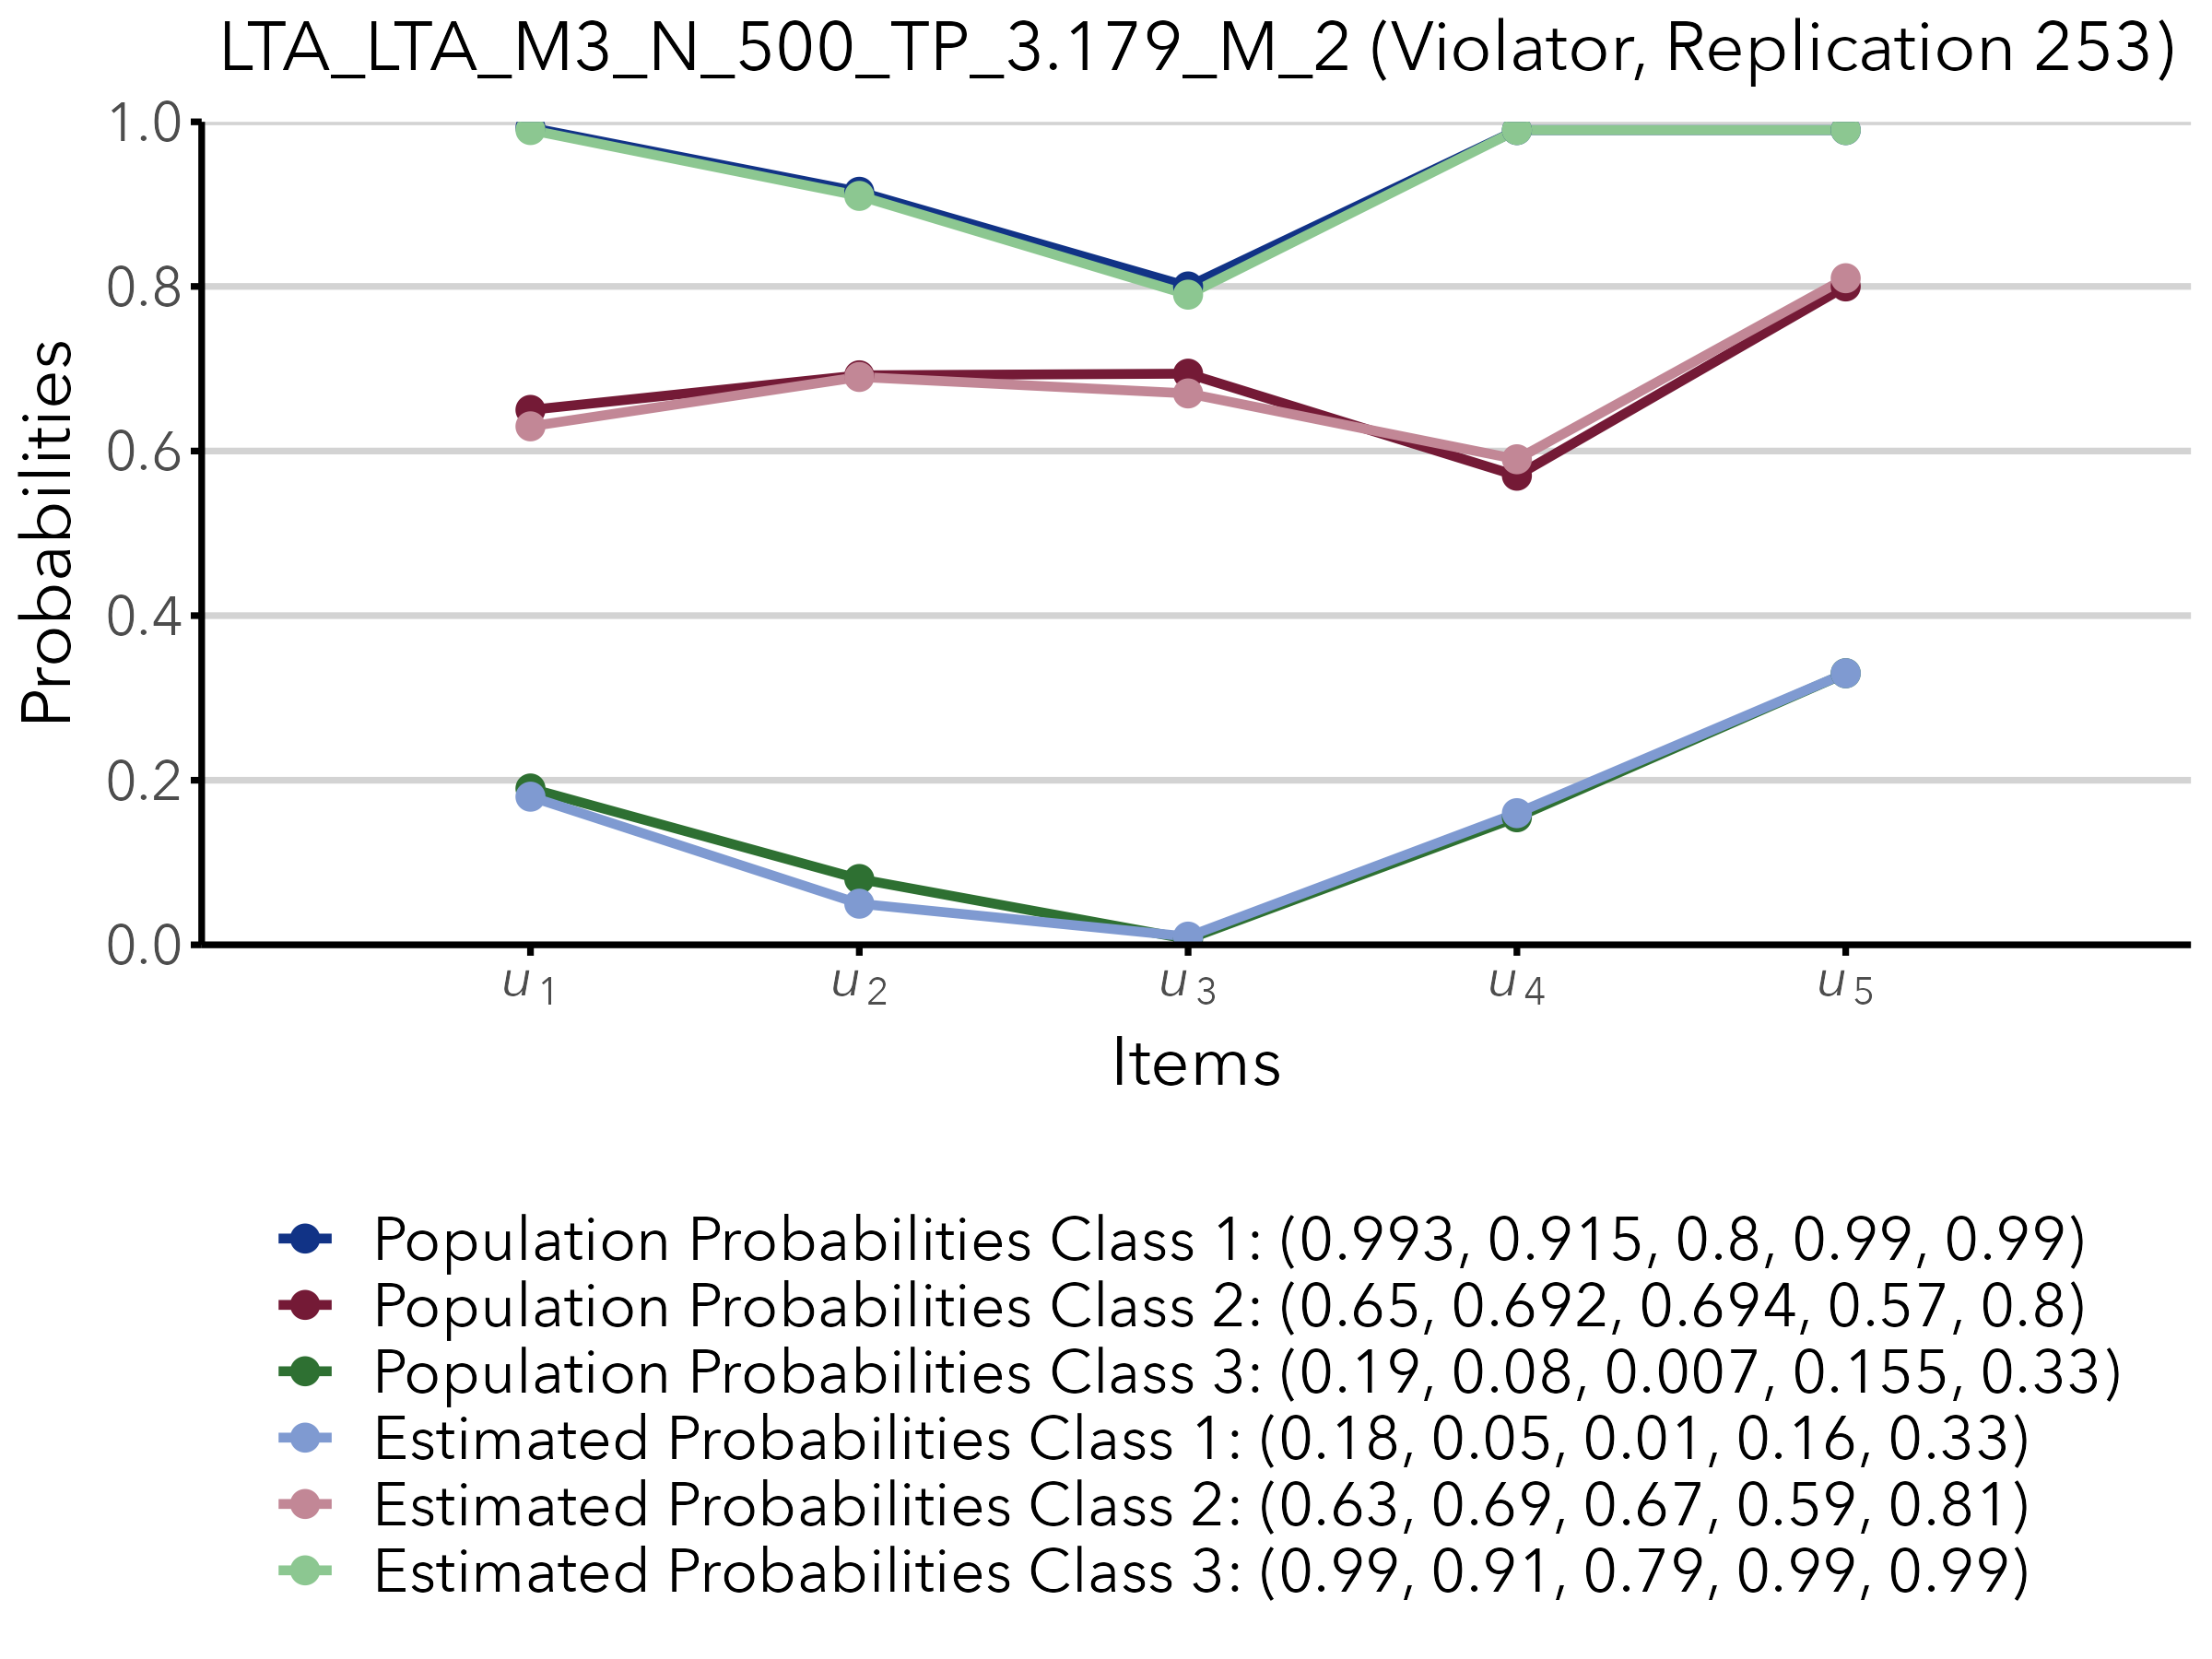 LTA_LTA_M3_N_500_TP_3.179_M_2 (Violator, Replication 253)
Probabilities
1.0
0.8
0.6
0.4
0.2
0.0
u1 u2 u3 u4 u5
Items
Population Probabilities Class 1: (0.993, 0.915, 0.8, 0.99, 0.99)
Population Probabilities Class 2: (0.65, 0.692, 0.694, 0.57, 0.8)
Population Probabilities Class 3: (0.19, 0.08, 0.007, 0.155, 0.33)
Estimated Probabilities Class 1: (0.18, 0.05, 0.01, 0.16, 0.33)
Estimated Probabilities Class 2: (0.63, 0.69, 0.67, 0.59, 0.81)
Estimated Probabilities Class 3: (0.99, 0.91, 0.79, 0.99, 0.99)